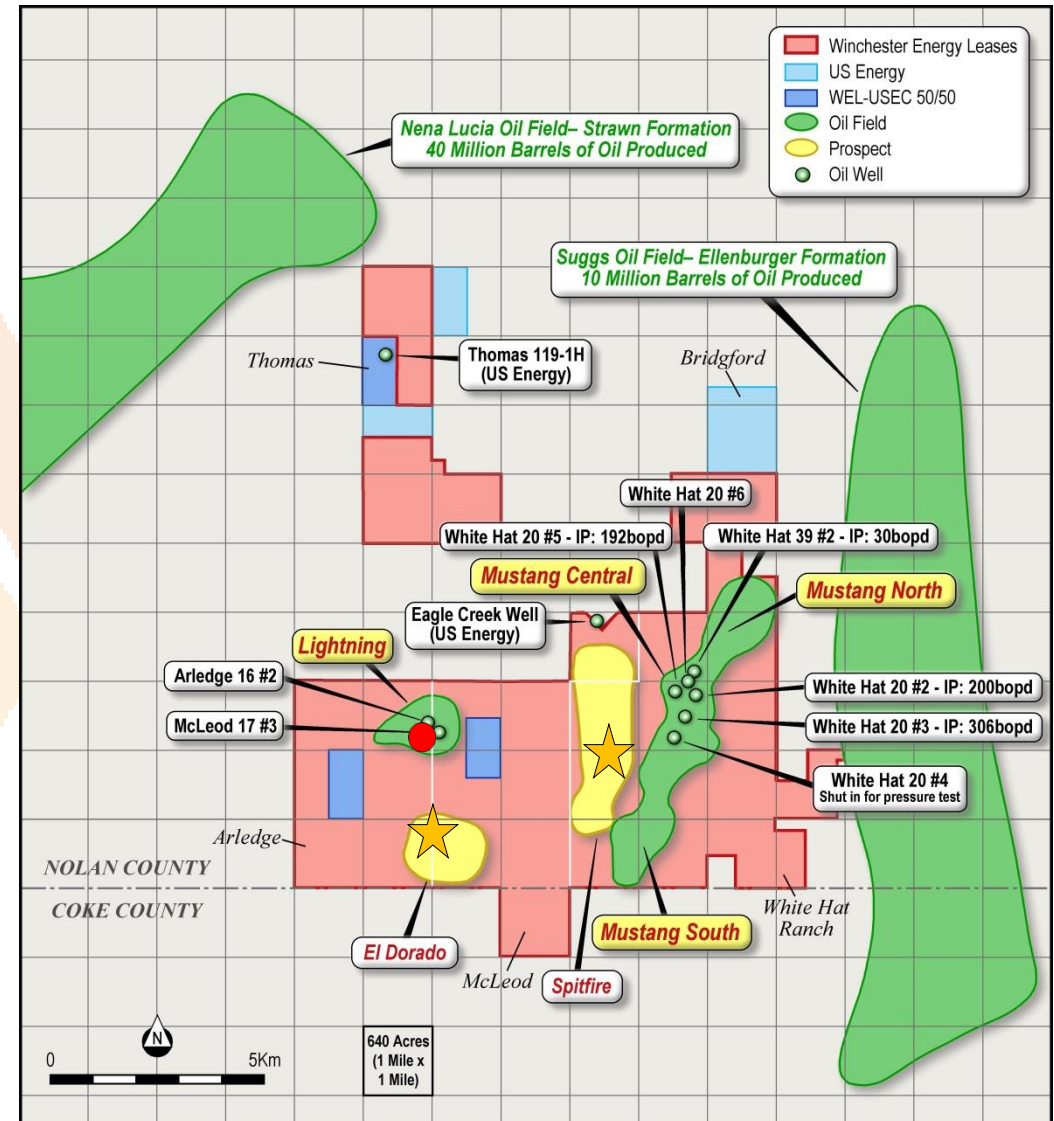 Winchester Energy Leases
US Energy
WEL-USEC 50/50
Oil Field
Prospect
Oil Well
Nena Lucia Oil Field– Strawn Formation
40 Million Barrels of Oil Produced
Suggs Oil Field– Ellenburger Formation
10 Million Barrels of Oil Produced
Thomas
Thomas 119-1H
(US Energy)
Bridgford
White Hat 20 #6
White Hat 20 #5 - IP: 192bopd
White Hat 39 #2 - IP: 30bopd
Mustang Central
Mustang North
Eagle Creek Well
(US Energy)
Lightning
Arledge 16 #2
McLeod 17 #3
White Hat 20 #2 - IP: 200bopd
White Hat 20 #3 - IP: 306bopd
White Hat 20 #4
Shut in for pressure test
Arledge
NOLAN COUNTY
COKE COUNTY
White Hat
Ranch
Mustang South
El Dorado
McLeod
Spitfire
N
0
5Km
640 Acres
(1 Mile x
1 Mile)